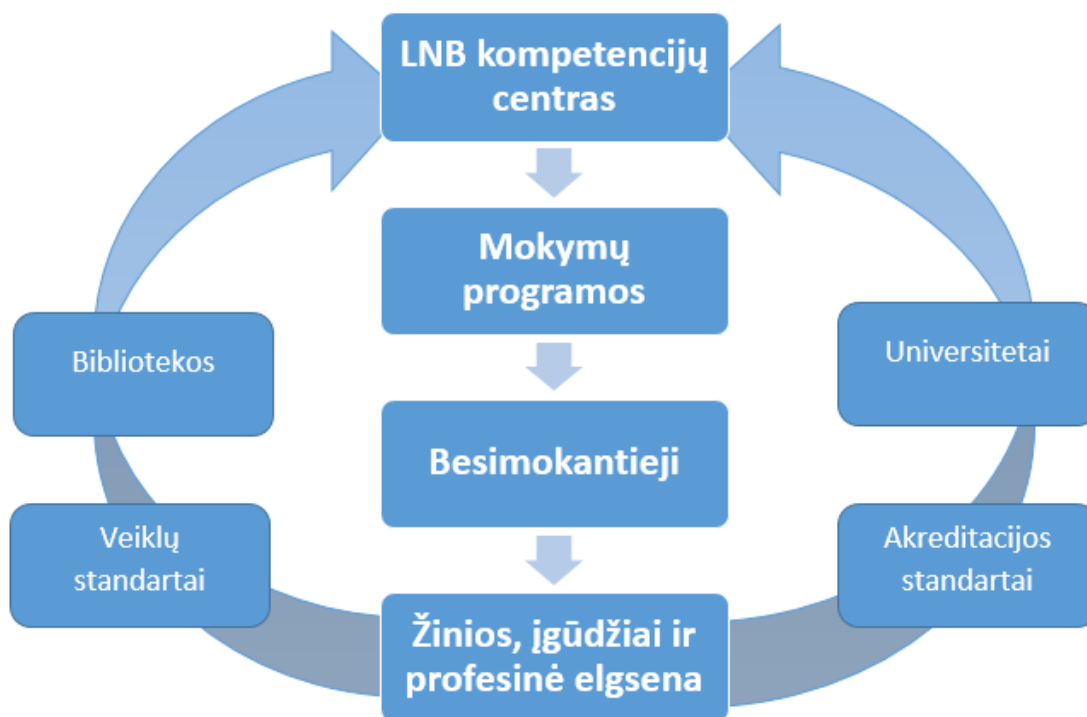 LNB kompetencijų
centras
Mokymų
programos
Bibliotekos
Universitetai
Besimokantieji
Veiklų
standartai
Akreditacijos
standartai
Žinios, įgūdžiai ir
profesinė elgsena